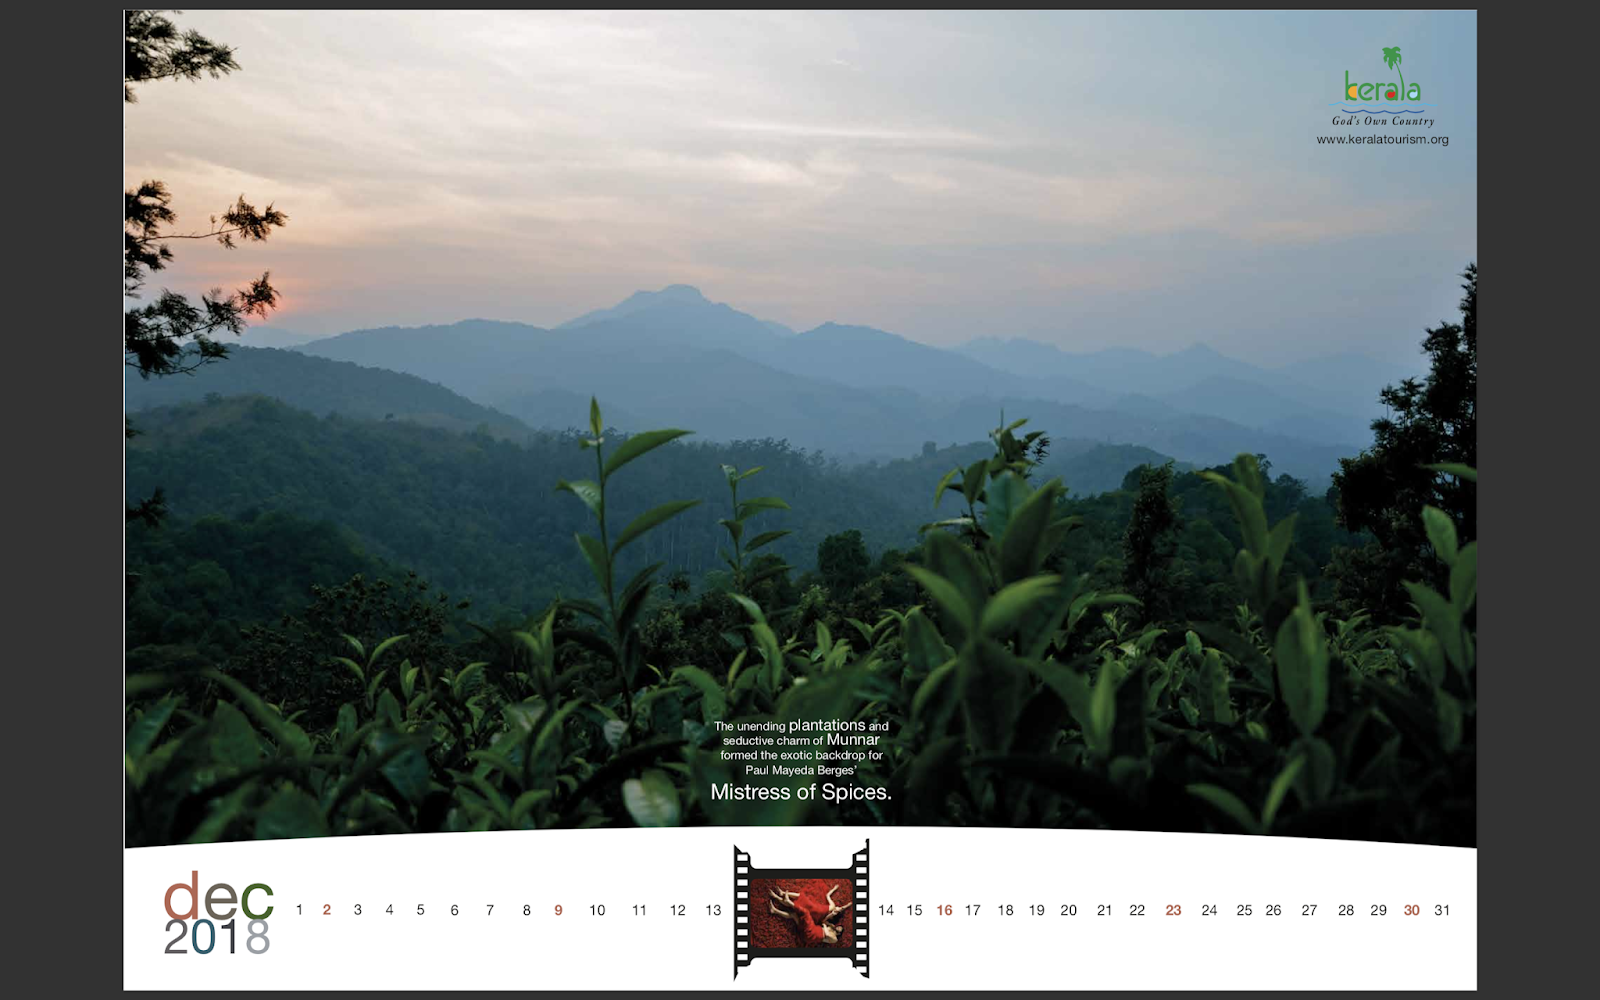 kerala
God's Own Country
www.keralatourism.org
The unending plantations and
seductive charm of Munnar
formed the exotic backdrop for
Paul Mayeda Berges'
Mistress of Spices.
dec
2018
1 2 3 4 5 6 7 8 9 10 11 12 13 14 15 16 17 18 19 20 21 22 23 24 25 26 27 28 29 30 31